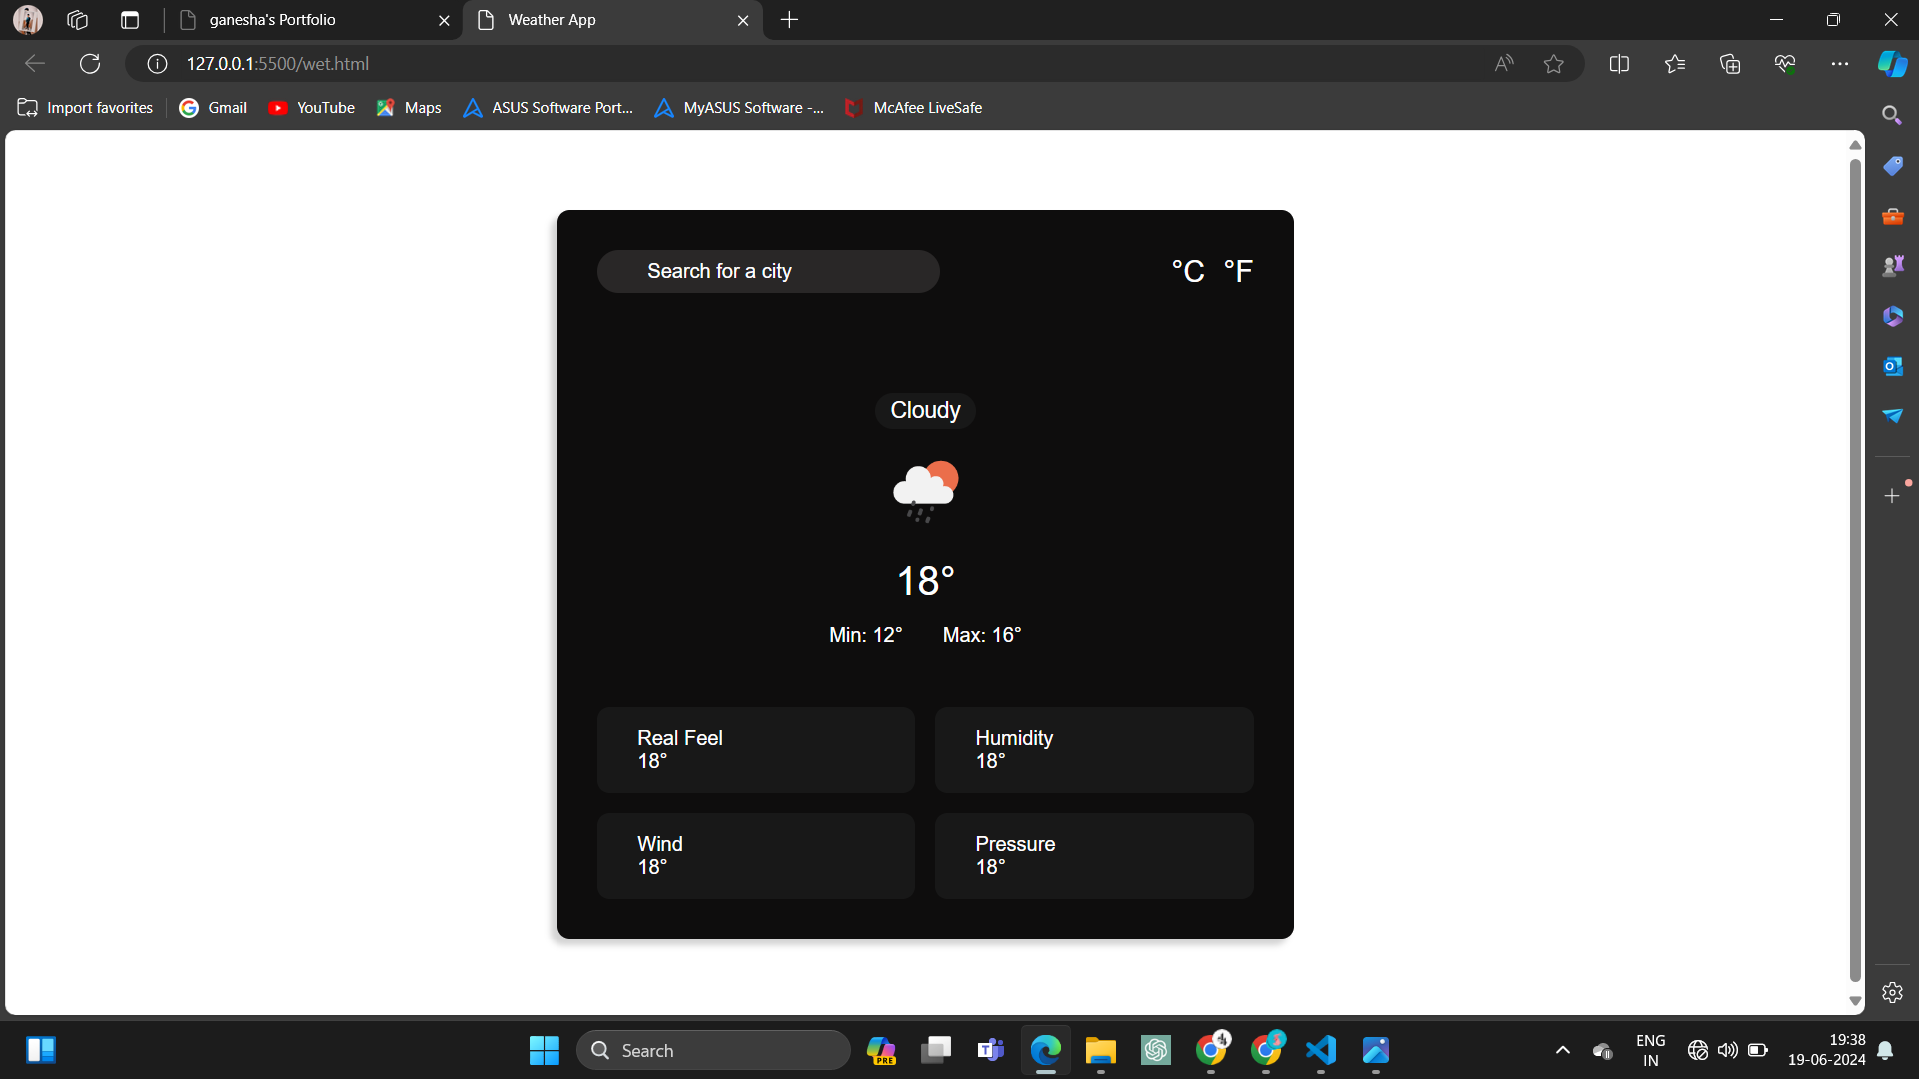 ganesha's Portfolio
Weather App
127.0.0.1:5500/wet.html
Import favorites
Gmail
YouTube
Maps
ASUS Software Port...
MyASUS Software -...
McAfee LiveSafe
Search for a city
°C °F
Cloudy
18°
Min: 12° Max: 16°
Real Feel
18°
Humidity
18°
Wind
18°
Pressure
18°
Search
PRE
ENG
IN
19:38
19-06-2024